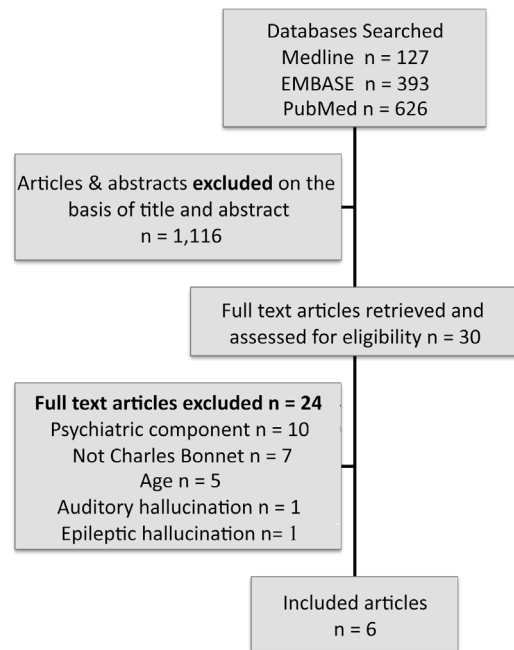 Databases Searched
Medline n = 127
EMBASE n = 393
PubMed n = 626
Articles & abstracts excluded on the
basis of title and abstract
n = 1,116
Full text articles retrieved and
assessed for eligibility n = 30
Full text articles excluded n = 24
Psychiatric component n = 10
Not Charles Bonnet n = 7
Age n = 5
Auditory hallucination n = 1
Epileptic hallucination n= 1
Included articles
n = 6